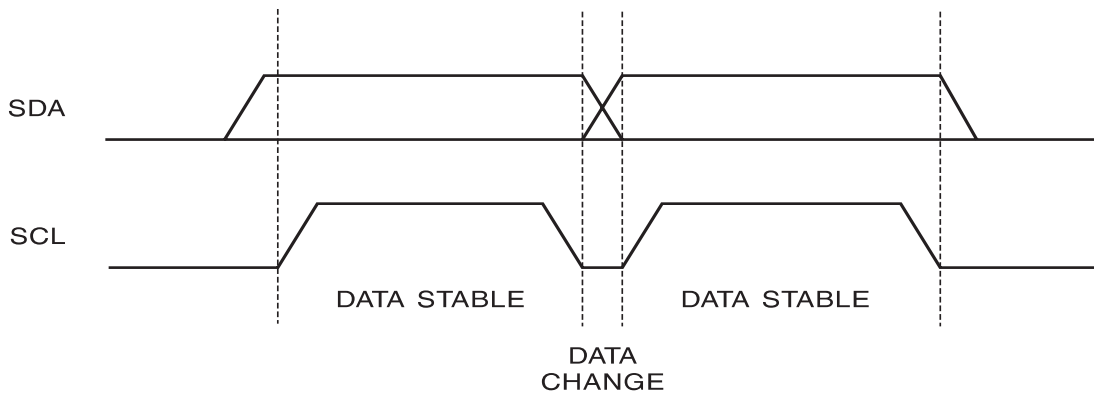 SDA
SCL
DATA STABLE
DATA STABLE
DATA
CHANGE